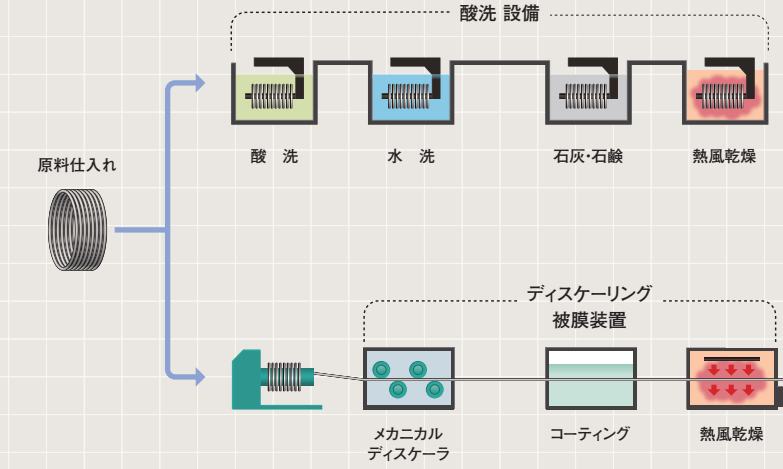 酸洗 設備
酸 洗
水 洗
石灰・石鹸
熱風乾燥
原料仕入れ
ディスケーリング
被膜装置
メカニカル
ディスケーラ
コーティング
熱風乾燥